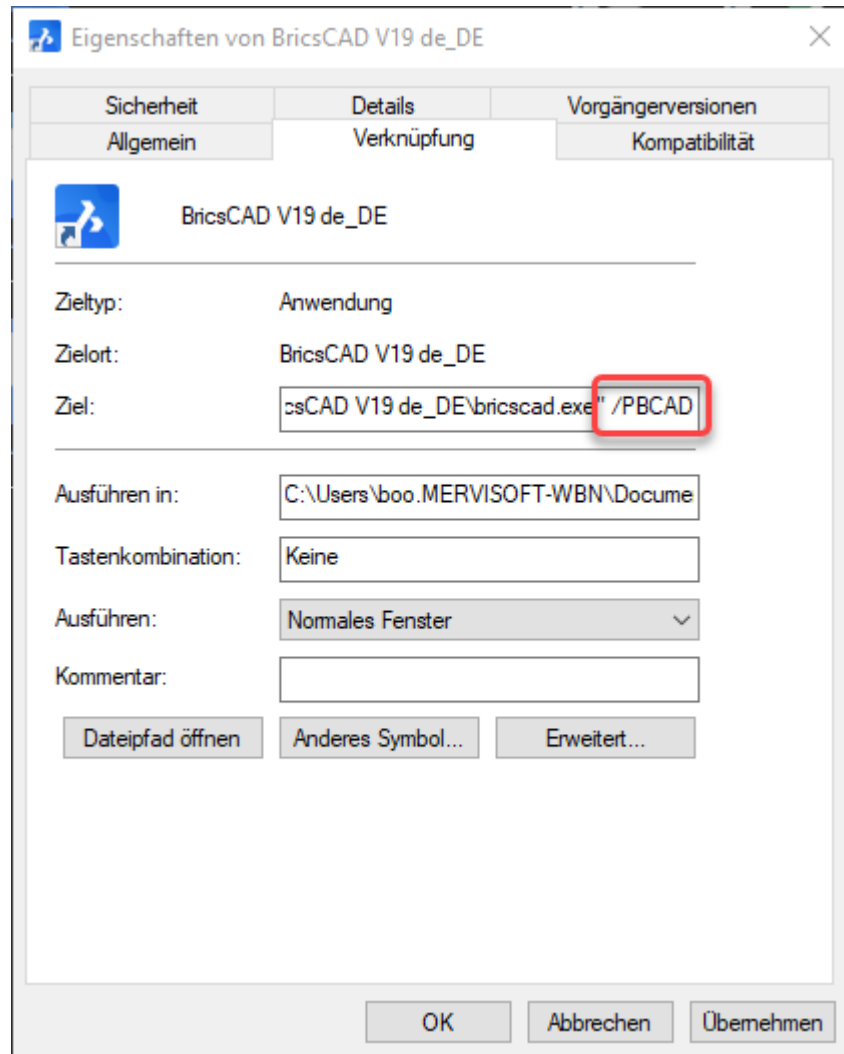 Eigenschaften von BricsCAD V19 de_DE
Sicherheit Details Vorgängerversionen
Allgemein Verknüpfung Kompatibilität
BricsCAD V19 de_DE
Zieltyp: Anwendung
Zielort: BricsCAD V19 de_DE
Ziel: csCAD V19 de_DE\bricscad.exe" /PBCAD
Ausführen in: C:\Users\boo.MERVISOFT-WBN\Docume
Tastenkombination: Keine
Ausführen: Normales Fenster
Kommentar:
Dateipfad öffnen Anderes Symbol... Erweitert...
OK Abbrechen Übernehmen